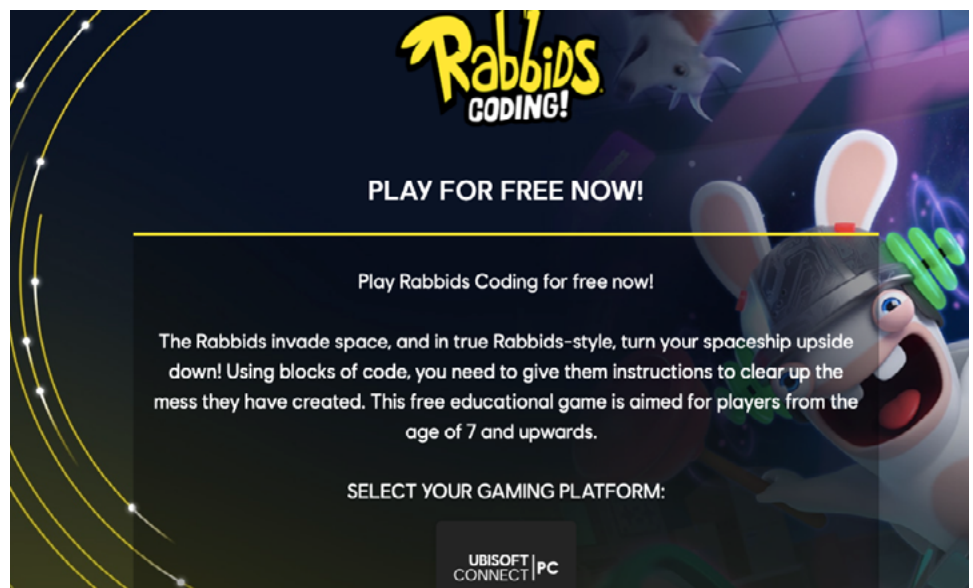 Rabbids
CODING!
PLAY FOR FREE NOW!
Play Rabbids Coding for free now!
The Rabbids invade space, and in true Rabbids-style, turn your spaceship upside
down! Using blocks of code, you need to give them instructions to clear up the
mess they have created. This free educational game is aimed for players from the
age of 7 and upwards.
SELECT YOUR GAMING PLATFORM:
UBISOFT
CONNECT | PC